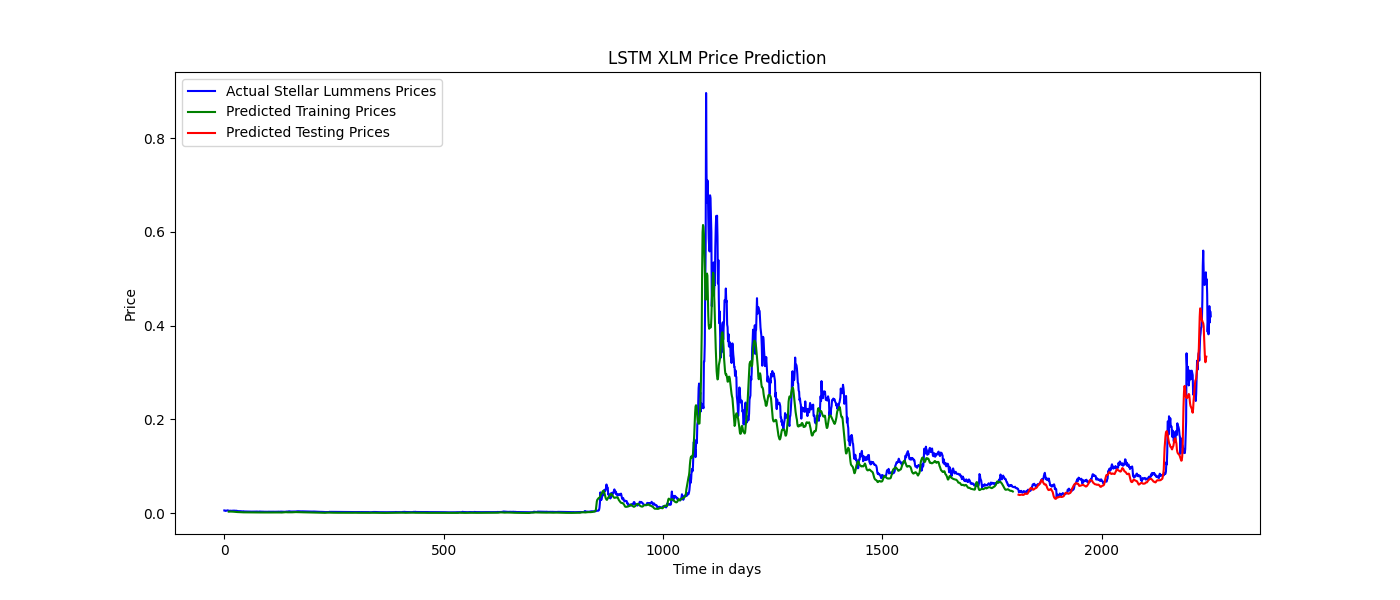 LSTM XLM Price Prediction
Actual Stellar Lummens Prices
Predicted Training Prices
Predicted Testing Prices
Price
0.8
0.6
0.4
0.2
0.0
0 500 1000 1500 2000
Time in days